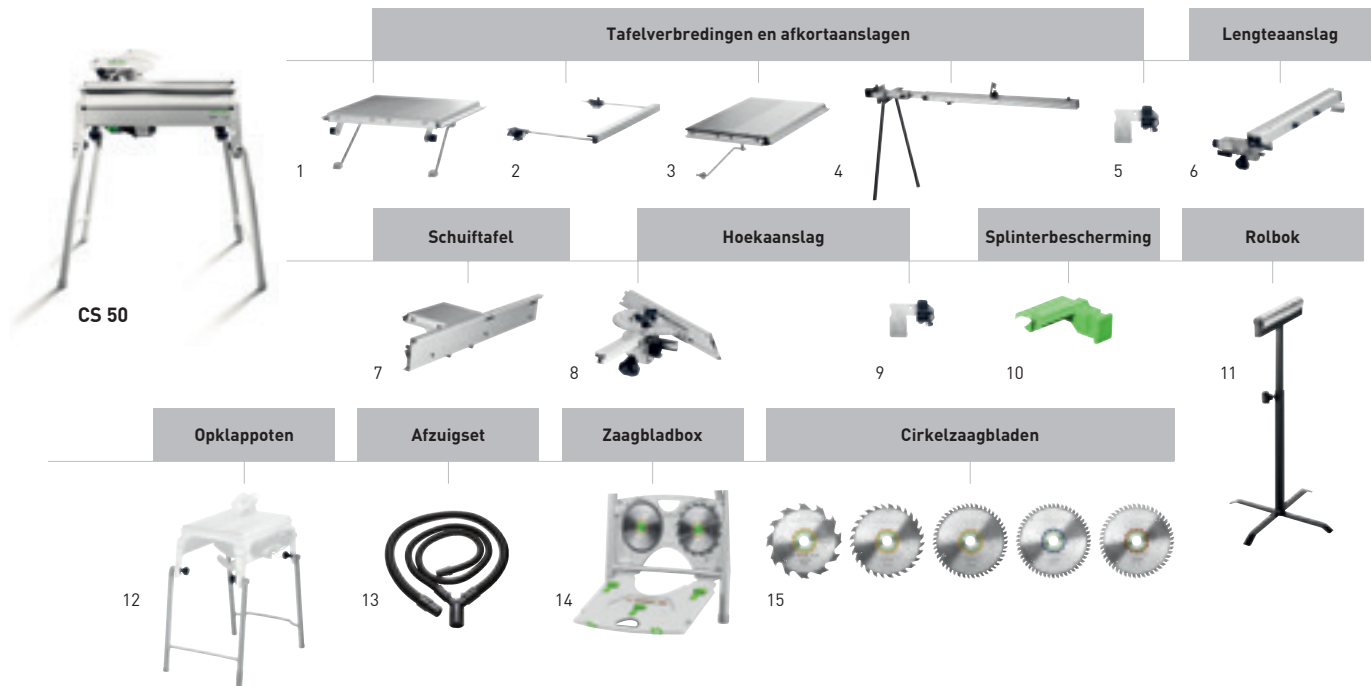 Tafelverbredingen en afkortaanslagen
Lengteaanslag
1
2
3
4
5
6
CS 50
Schuiftafel
Hoekaanslag
Splinterbescherming
Rolbok
7
8
9
10
11
Opklappoten
Afzuigset
Zaagbladbox
Cirkelzaagbladen
12
13
14
15